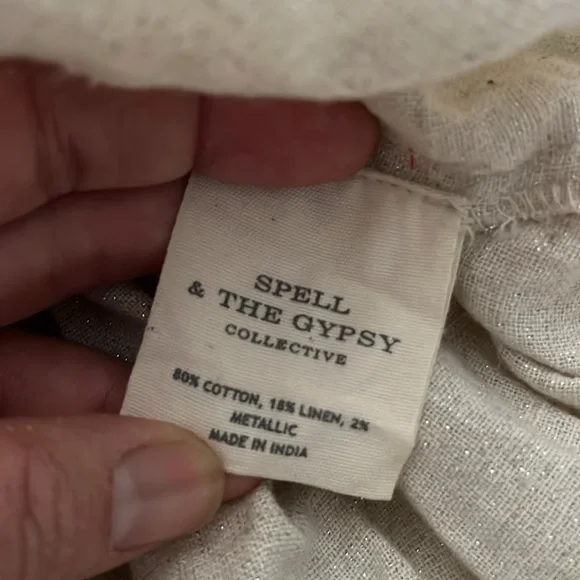 SPELL
& THE GYPSY
COLLECTIVE
80% COTTON, 18% LINEN, 2%
METALLIC
MADE IN INDIA